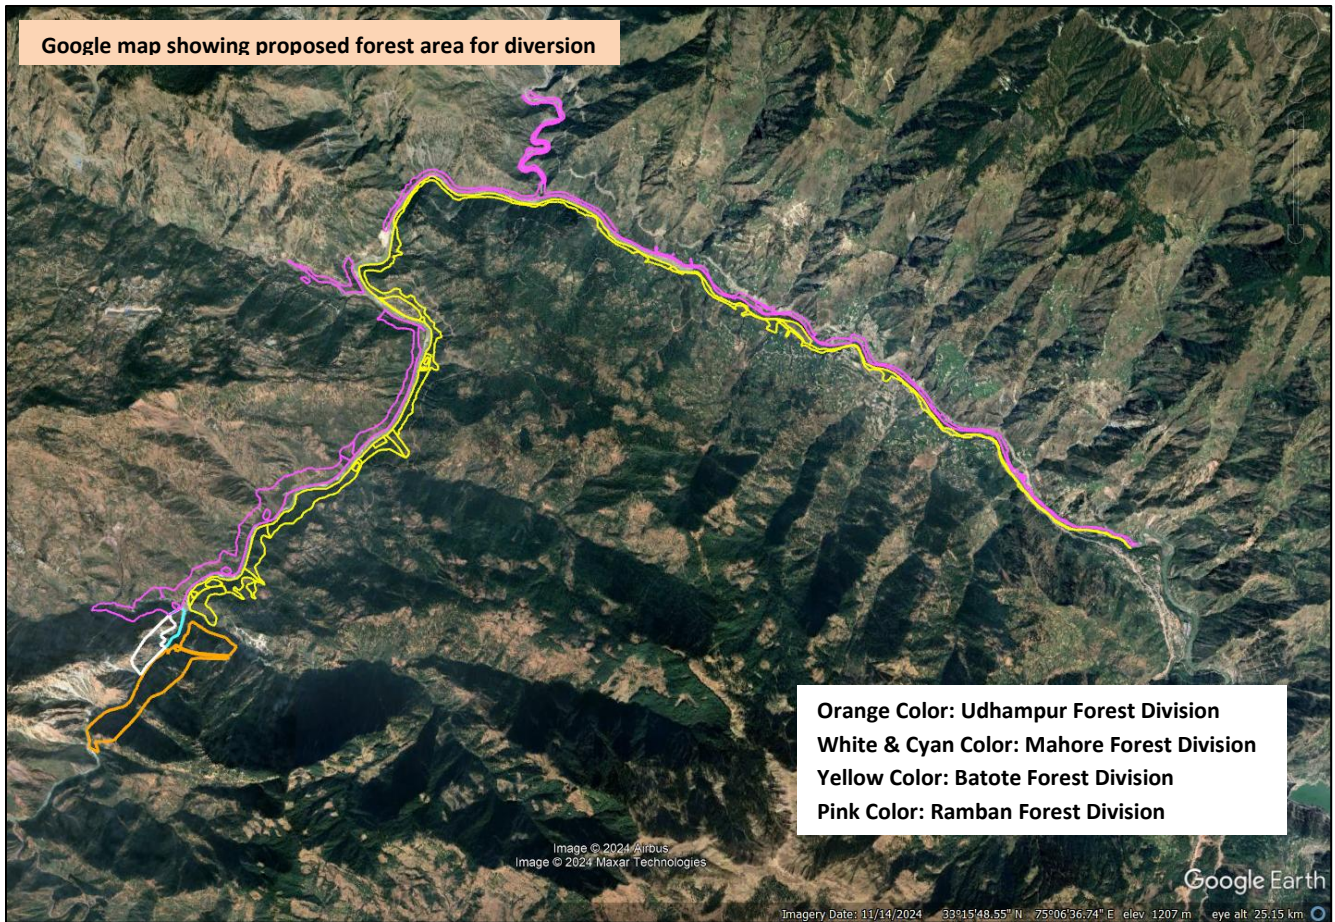 Google map showing proposed forest area for diversion
Orange Color: Udhampur Forest Division
White & Cyan Color: Mahore Forest Division
Yellow Color: Batote Forest Division
Pink Color: Ramban Forest Division
Image © 2024 Airbus
Image © 2024 Maxar Technologies
Google Earth
Imagery Date: 11/14/2024 33°15'48.55" N 75°06'36.74" E elev 1207 m eye alt 25.15 km